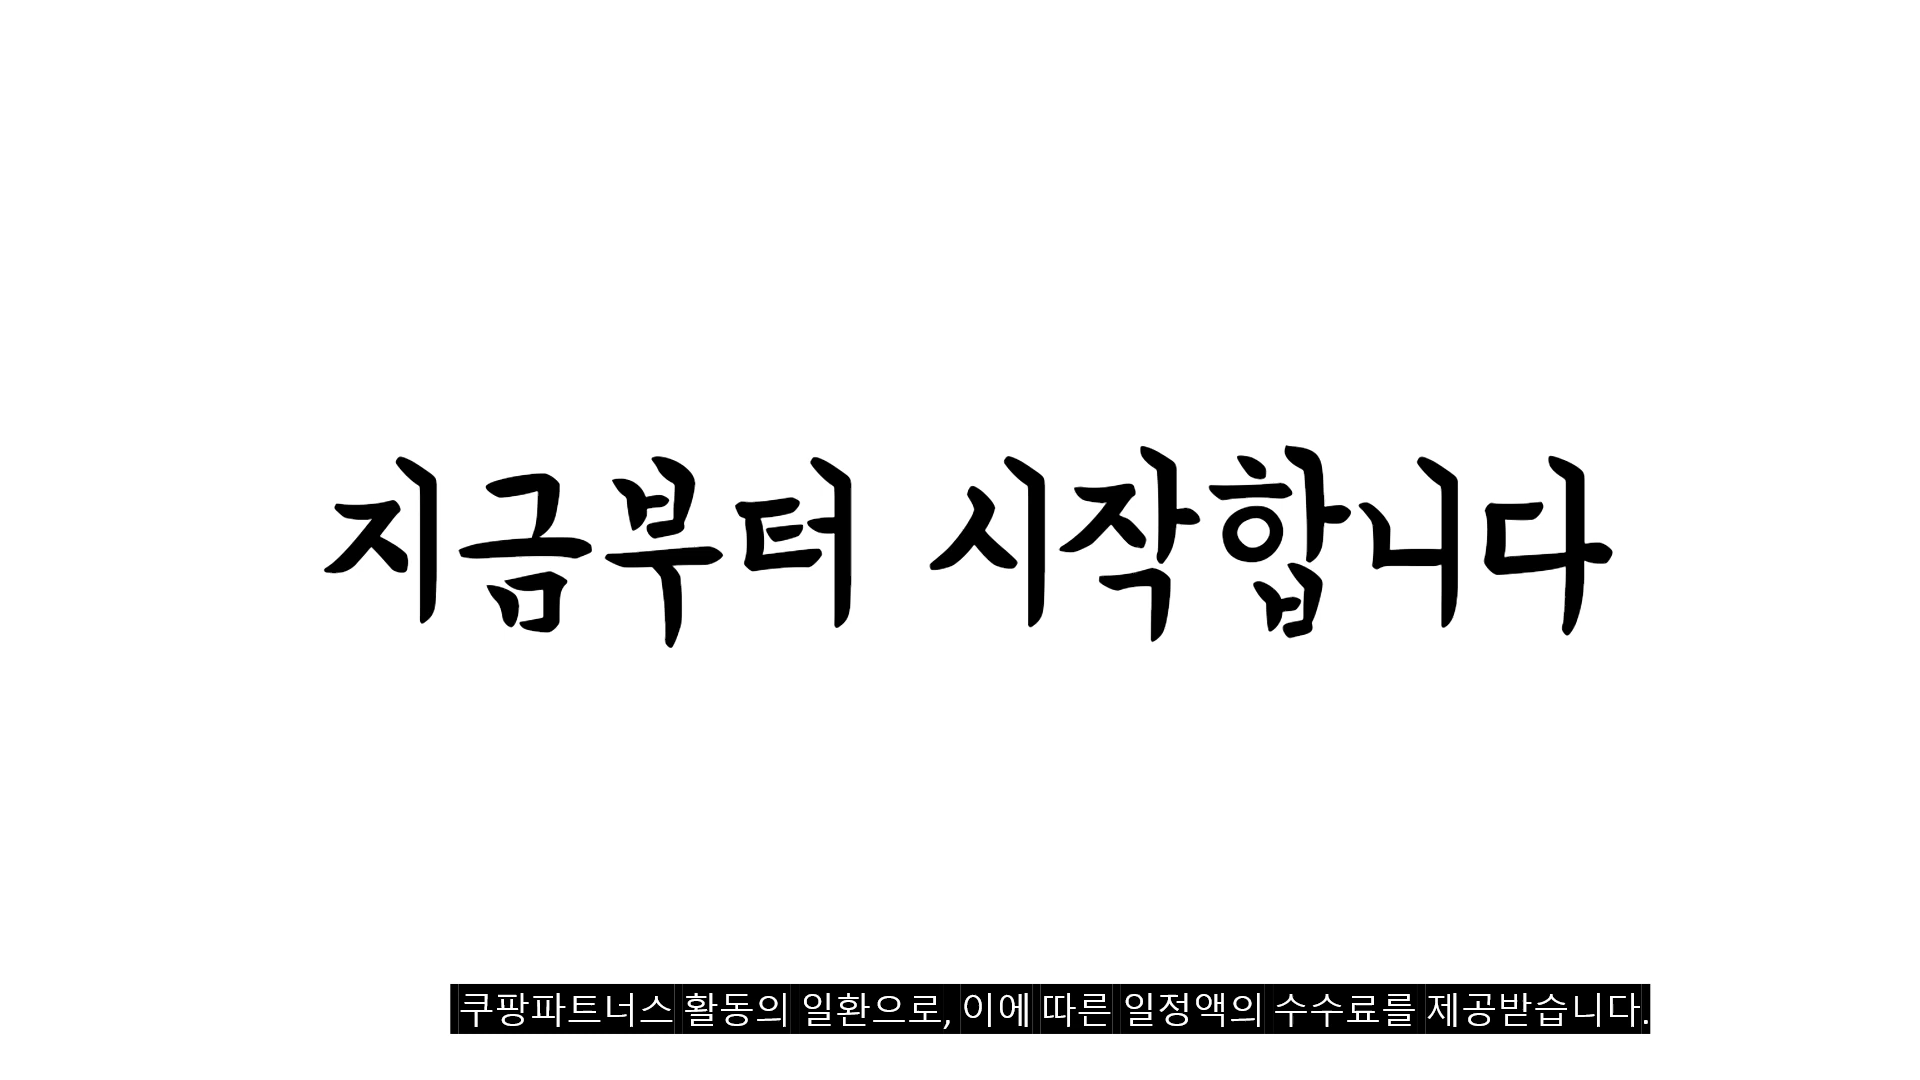 지금부터 시작합니다
쿠팡파트너스 활동의 일환으로, 이에 따른 일정액의 수수료를 제공받습니다.